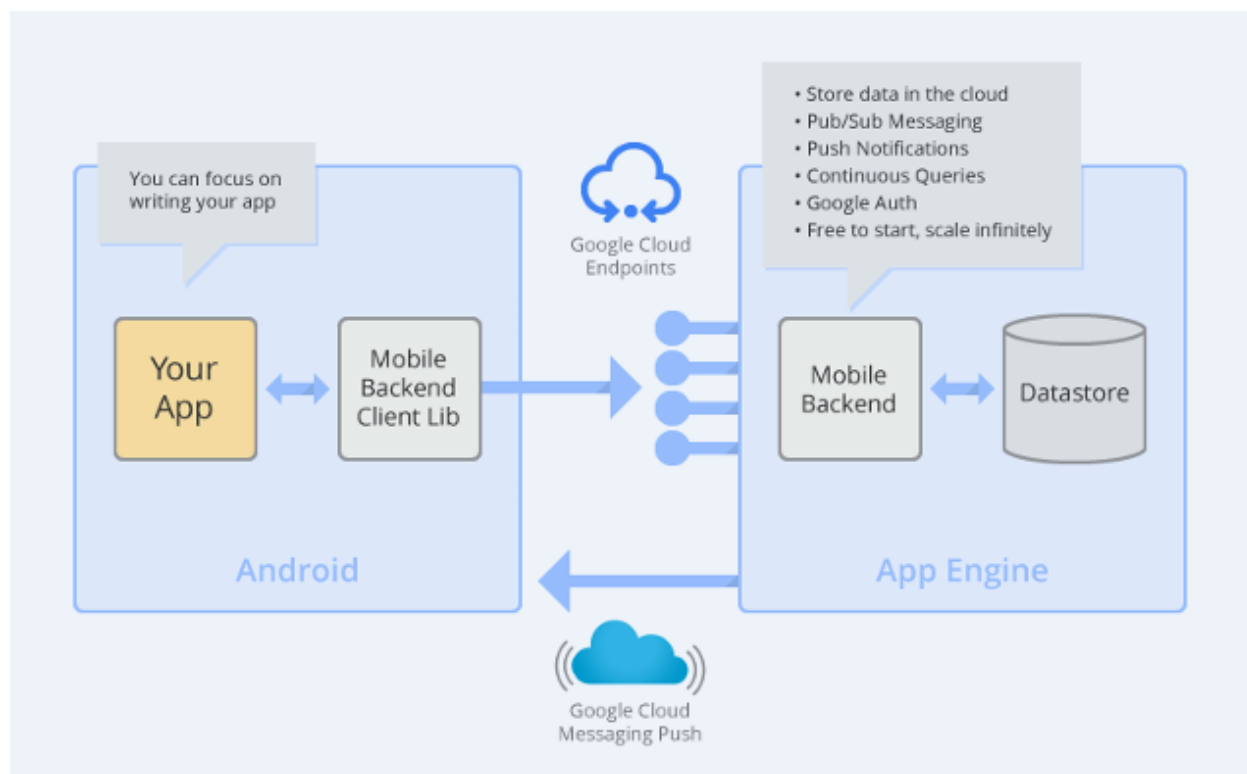 You can focus on
writing your app
Your
App
Mobile
Backend
Client Lib
Android
Google Cloud
Endpoints
• Store data in the cloud
• Pub/Sub Messaging
• Push Notifications
• Continuous Queries
• Google Auth
• Free to start, scale infinitely
Mobile
Backend
Datastore
App Engine
Google Cloud
Messaging Push